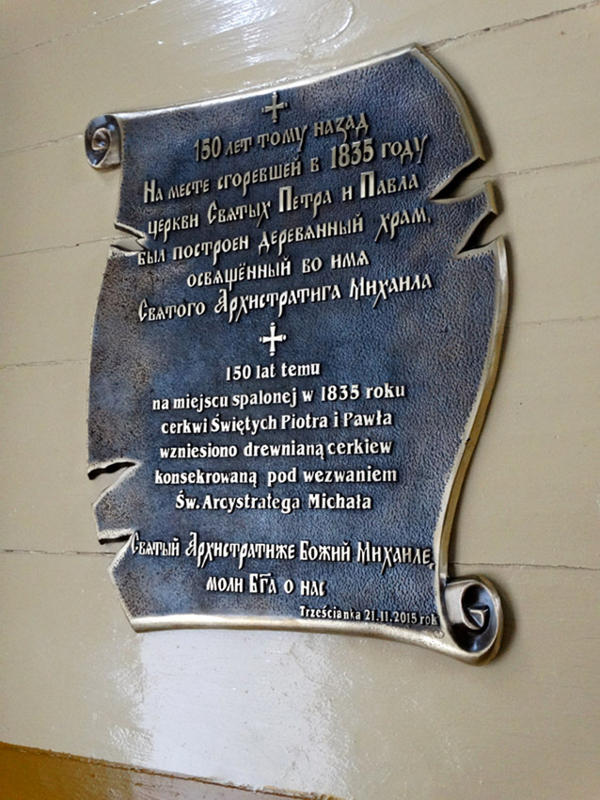 150 лет тому назад
На месте сгоревшей в 1835 году
церкви Святых Петра и Павла
был построен деревянный храм,
освящённый во имя
Святого Архистратига Михаила
150 lat temu
na miejscu spalonej w 1835 roku
cerkwi Świętych Piotra i Pawła
wzniesiono drewnianą cerkiew
konsekrowaną pod wezwaniem
Św. Arcystratega Michała
Святый Архистратиже Божий Михаиле,
моли Бг҃а о нас
Trześcianka 21.11.2015 rok